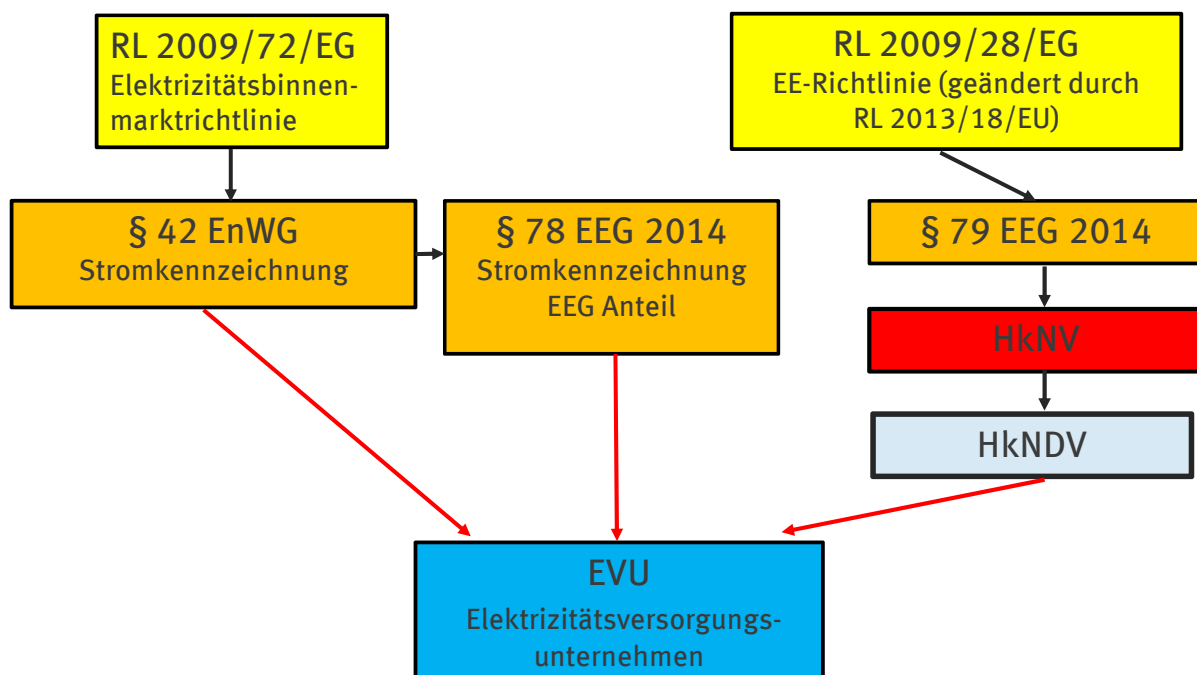 RL 2009/72/EG
Elektrizitätsbinnen-
marktrichtlinie
RL 2009/28/EG
EE-Richtlinie (geändert durch
RL 2013/18/EU)
§ 42 EnWG
Stromkennzeichnung
§ 78 EEG 2014
Stromkennzeichnung
EEG Anteil
§ 79 EEG 2014
HkNV
HkNDV
EVU
Elektrizitätsversorgungs-
unternehmen